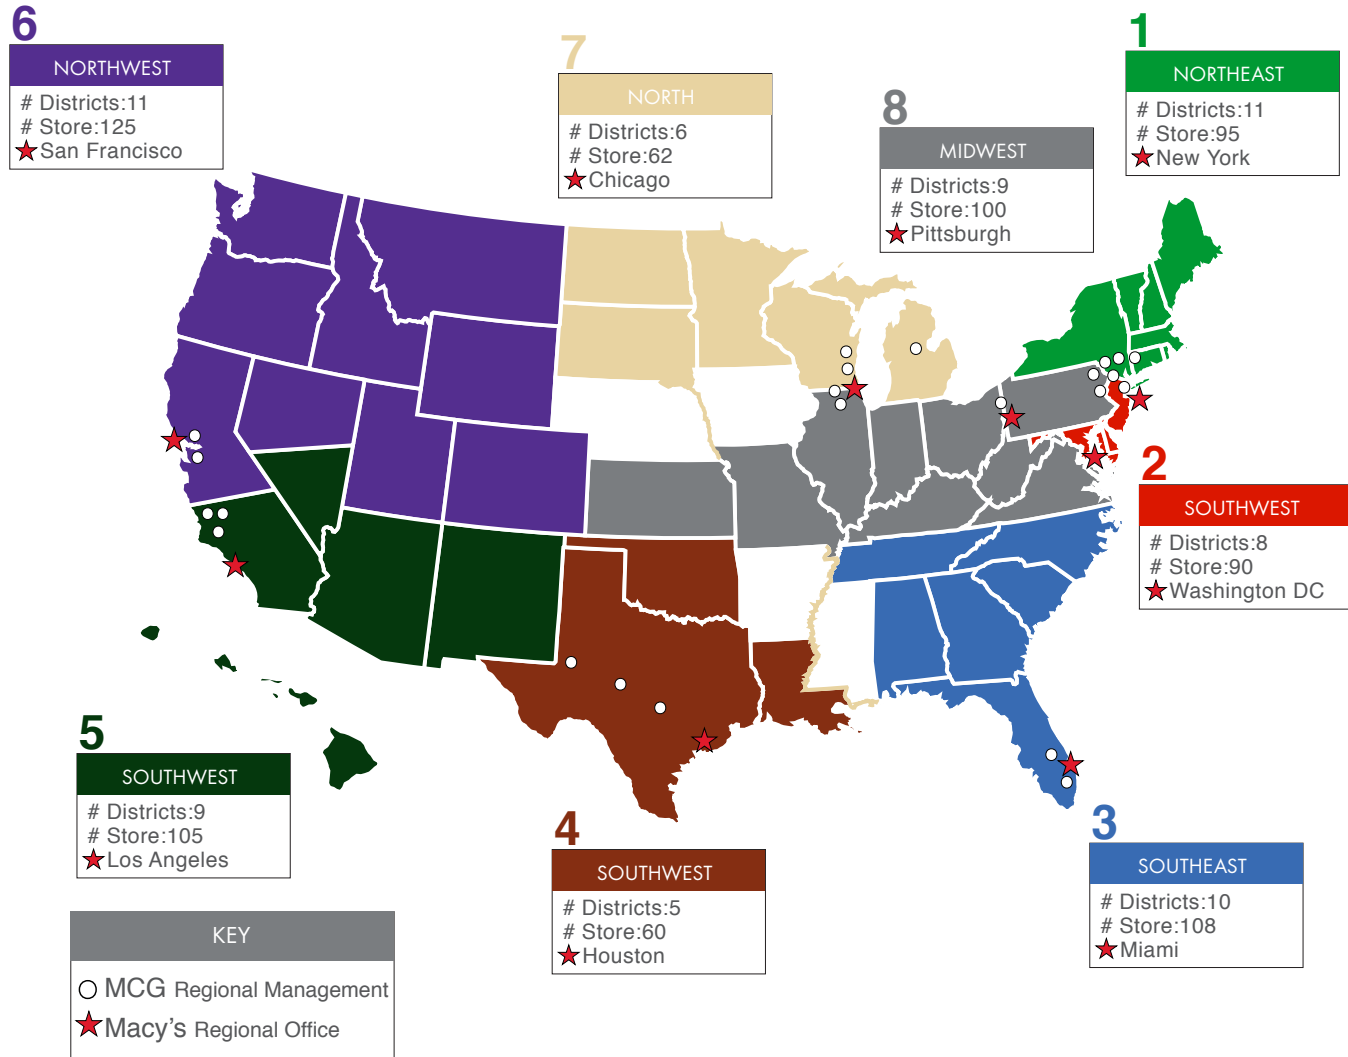 6
NORTHWEST
# Districts:11
# Store:125
San Francisco
7
NORTH
# Districts:6
# Store:62
Chicago
8
MIDWEST
# Districts:9
# Store:100
Pittsburgh
1
NORTHEAST
# Districts:11
# Store:95
New York
2
SOUTHWEST
# Districts:8
# Store:90
Washington DC
5
SOUTHWEST
# Districts:9
# Store:105
Los Angeles
4
SOUTHWEST
# Districts:5
# Store:60
Houston
3
SOUTHEAST
# Districts:10
# Store:108
Miami
KEY
MCG Regional Management
Macy's Regional Office